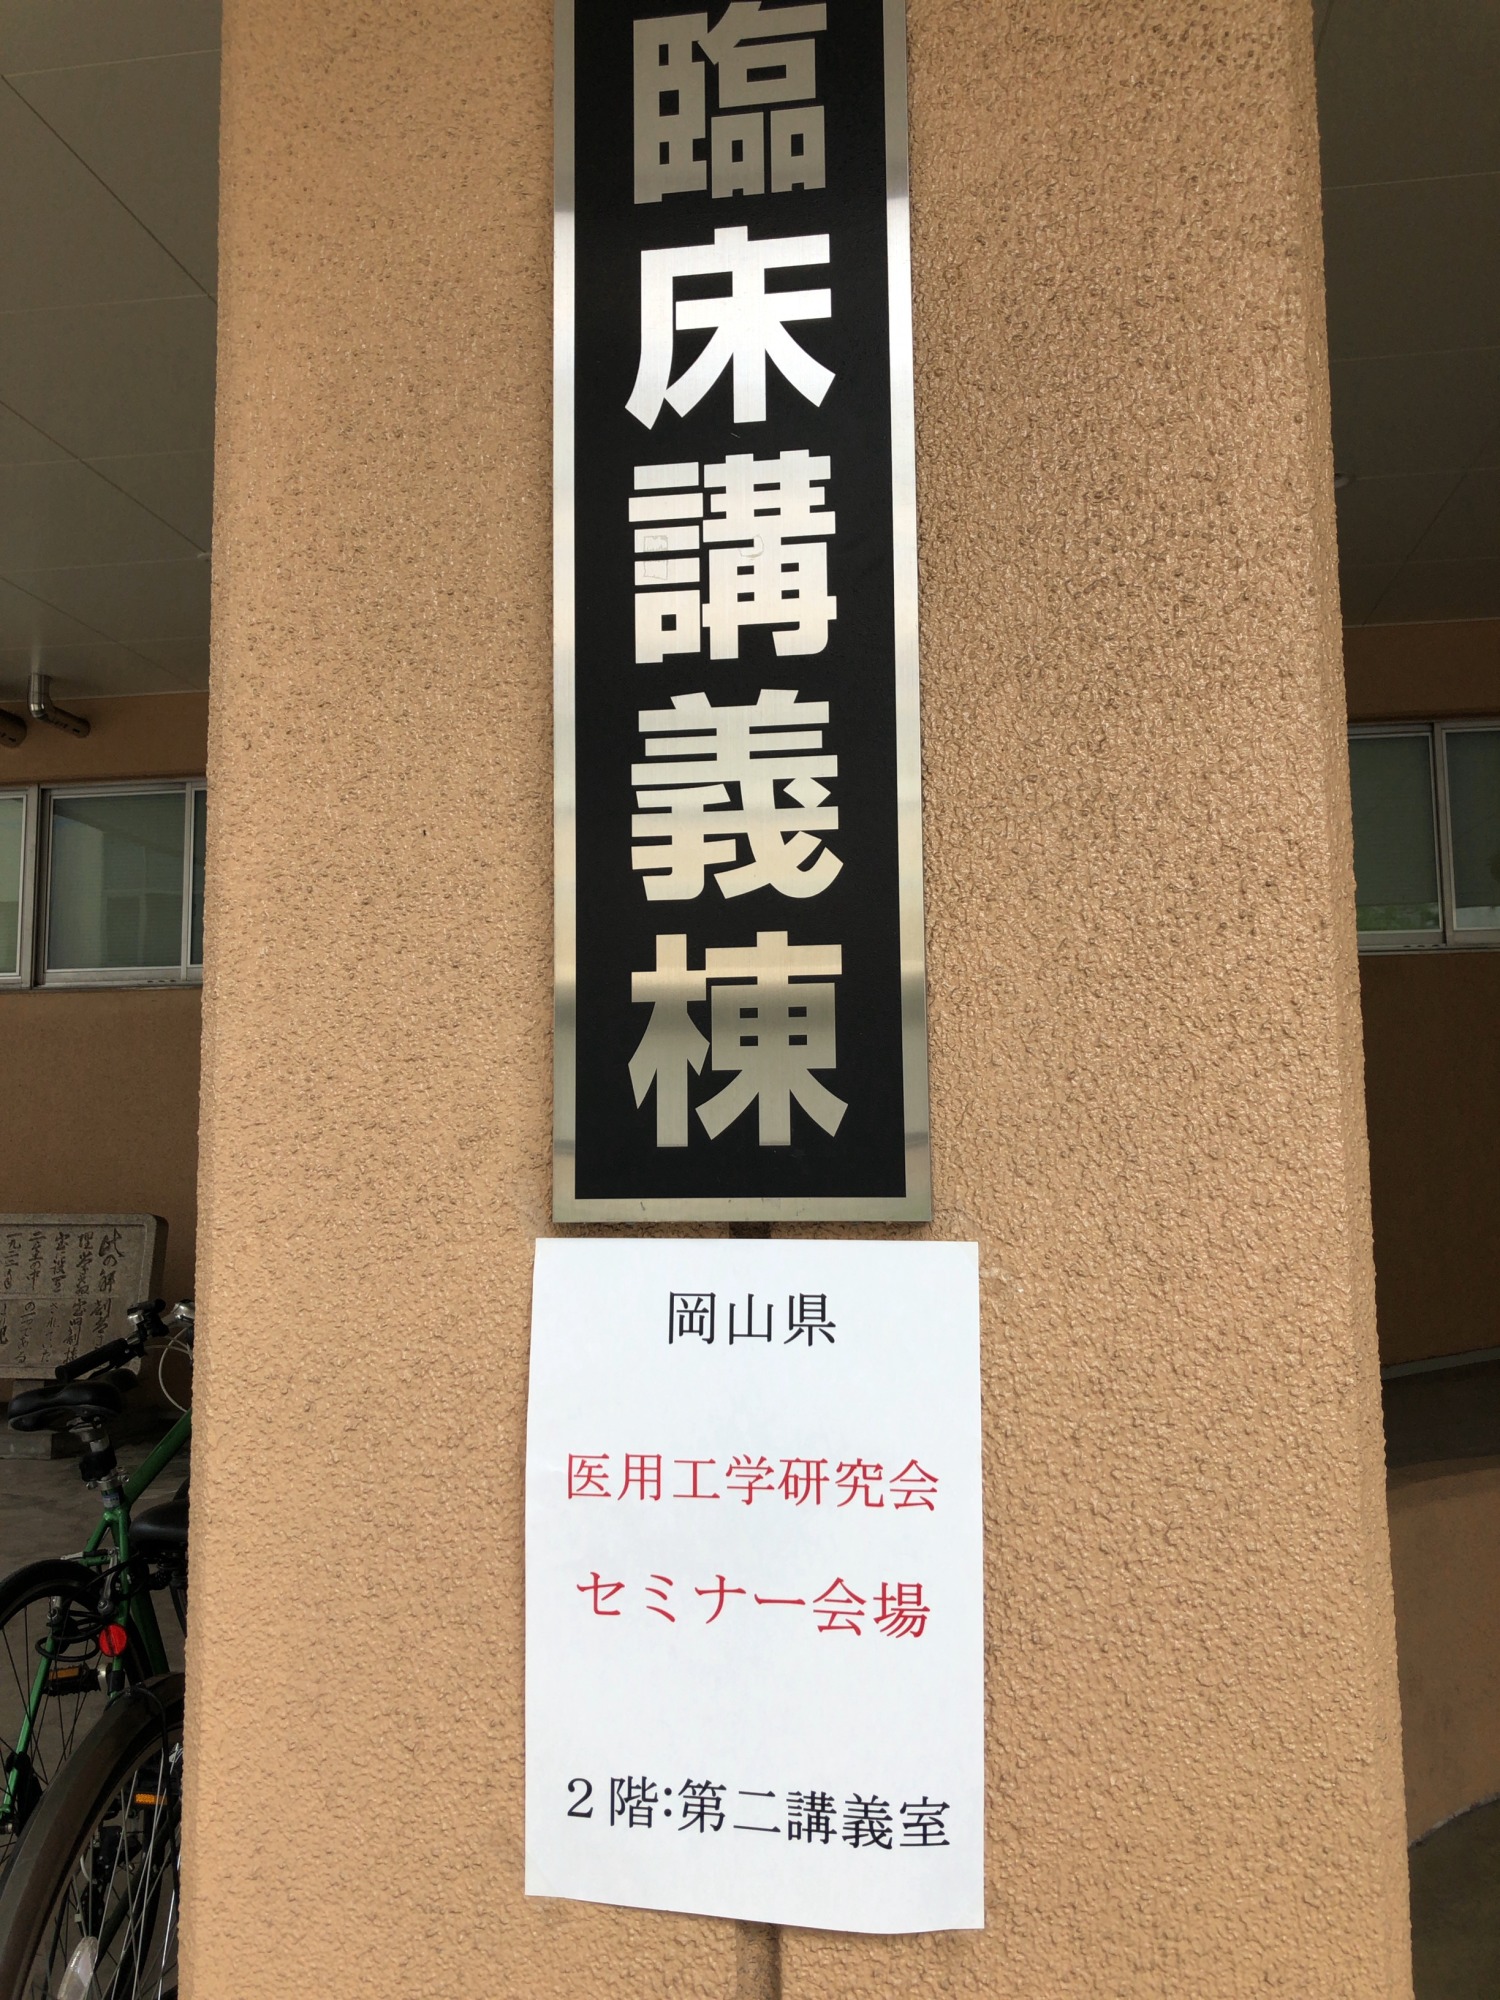 臨床講義棟
岡山県
医用工学研究会
セミナー会場
2階:第二講義室